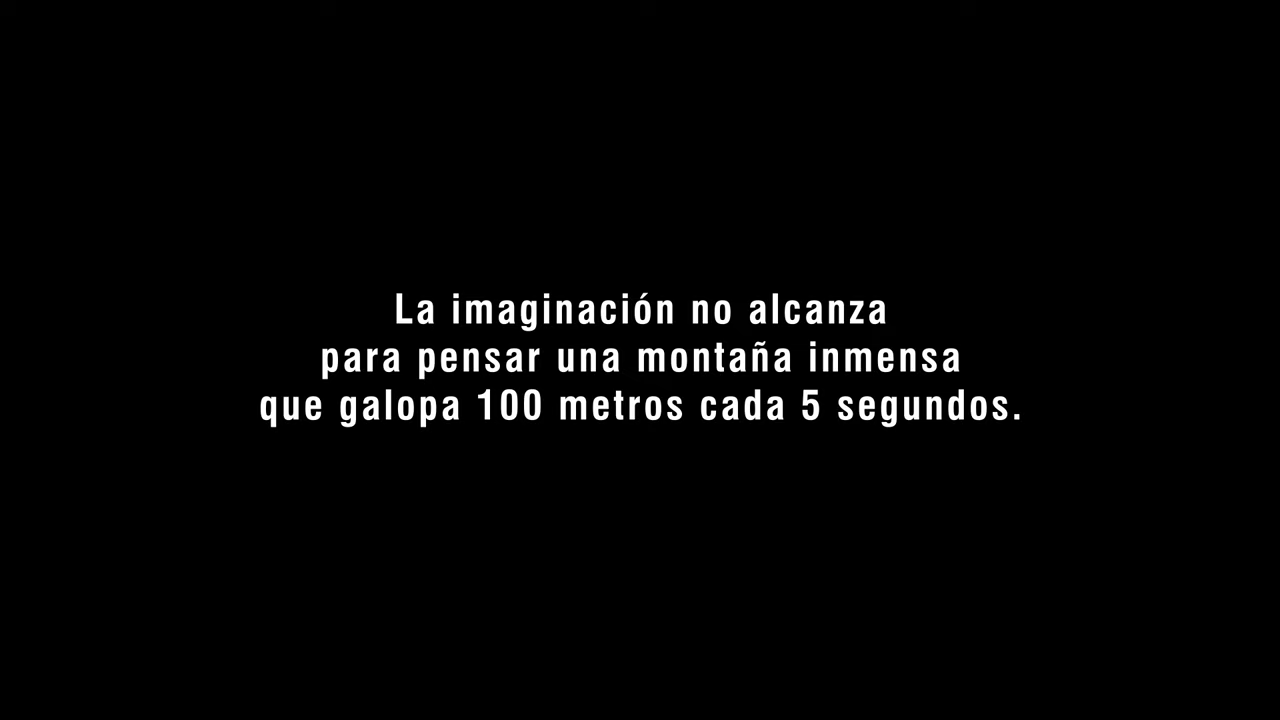 La imaginación no alcanza
para pensar una montaña inmensa
que galopa 100 metros cada 5 segundos.